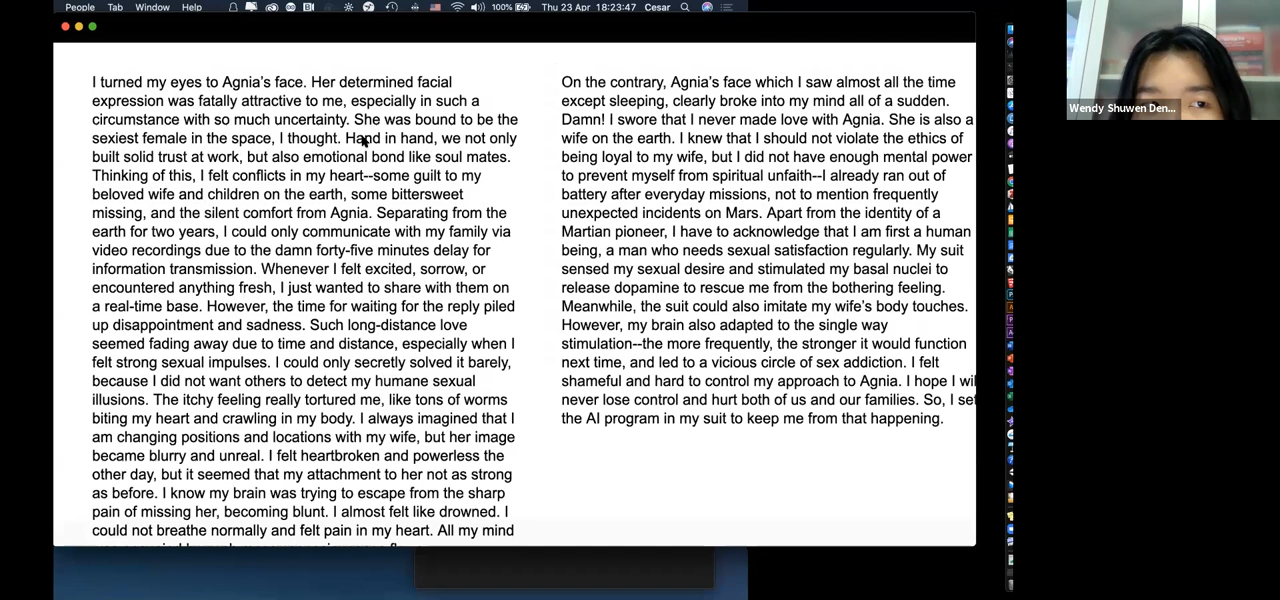 People Tab Window Help 100% Thu 23 Apr 18:23:47 Cesar
Wendy Shuwen Den...
I turned my eyes to Agnia's face. Her determined facial
expression was fatally attractive to me, especially in such a
circumstance with so much uncertainty. She was bound to be the
sexiest female in the space, I thought. Hand in hand, we not only
built solid trust at work, but also emotional bond like soul mates.
Thinking of this, I felt conflicts in my heart--some guilt to my
beloved wife and children on the earth, some bittersweet
missing, and the silent comfort from Agnia. Separating from the
earth for two years, I could only communicate with my family via
video recordings due to the damn forty-five minutes delay for
information transmission. Whenever I felt excited, sorrow, or
encountered anything fresh, I just wanted to share with them on
a real-time base. However, the time for waiting for the reply piled
up disappointment and sadness. Such long-distance love
seemed fading away due to time and distance, especially when I
felt strong sexual impulses. I could only secretly solved it barely,
because I did not want others to detect my humane sexual
illusions. The itchy feeling really tortured me, like tons of worms
biting my heart and crawling in my body. I always imagined that I
am changing positions and locations with my wife, but her image
became blurry and unreal. I felt heartbroken and powerless the
other day, but it seemed that my attachment to her not as strong
as before. I know my brain was trying to escape from the sharp
pain of missing her, becoming blunt. I almost felt like drowned. I
could not breathe normally and felt pain in my heart. All my mind
On the contrary, Agnia's face which I saw almost all the time
except sleeping, clearly broke into my mind all of a sudden.
Damn! I swore that I never made love with Agnia. She is also a
wife on the earth. I knew that I should not violate the ethics of
being loyal to my wife, but I did not have enough mental power
to prevent myself from spiritual unfaith--I already ran out of
battery after everyday missions, not to mention frequently
unexpected incidents on Mars. Apart from the identity of a
Martian pioneer, I have to acknowledge that I am first a human
being, a man who needs sexual satisfaction regularly. My suit
sensed my sexual desire and stimulated my basal nuclei to
release dopamine to rescue me from the bothering feeling.
Meanwhile, the suit could also imitate my wife's body touches.
However, my brain also adapted to the single way
stimulation--the more frequently, the stronger it would function
next time, and led to a vicious circle of sex addiction. I felt
shameful and hard to control my approach to Agnia. I hope I wil
never lose control and hurt both of us and our families. So, I set
the AI program in my suit to keep me from that happening.